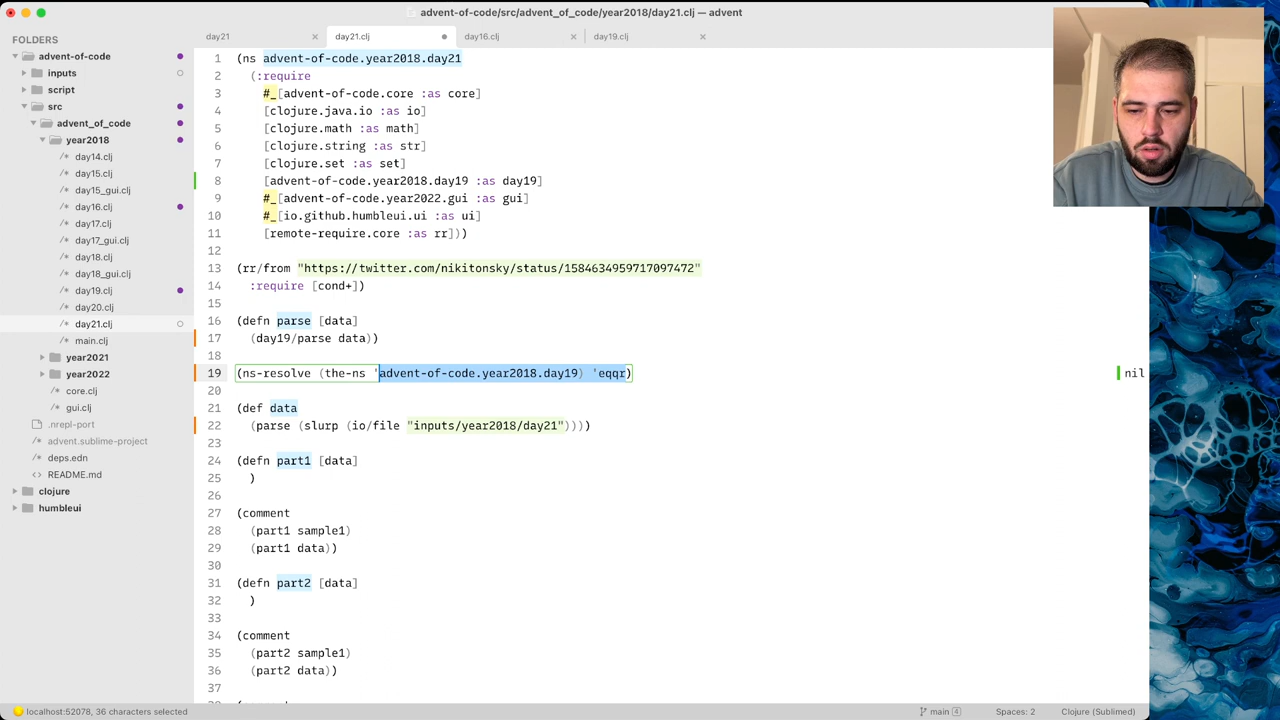 advent-of-code/src/advent_of_code/year2018/day21.clj — advent
FOLDERS
advent-of-code
inputs
script
src
advent_of_code
year2018
day14.clj
day15.clj
day15_gui.clj
day16.clj
day17.clj
day17_gui.clj
day18.clj
day18_gui.clj
day19.clj
day20.clj
day21.clj
main.clj
year2021
year2022
core.clj
gui.clj
.nrepl-port
advent.sublime-project
deps.edn
README.md
clojure
humbleui
day21 × day21.clj day16.clj × day19.clj ×
1 (ns advent-of-code.year2018.day21
2 (:require
3 #_[advent-of-code.core :as core]
4 [clojure.java.io :as io]
5 [clojure.math :as math]
6 [clojure.string :as str]
7 [clojure.set :as set]
8 [advent-of-code.year2018.day19 :as day19]
9 #_[advent-of-code.year2022.gui :as gui]
10 #_[io.github.humbleui.ui :as ui]
11 [remote-require.core :as rr]))
12
13 (rr/from "https://twitter.com/nikitonsky/status/1584634959717097472"
14 :require [cond+])
15
16 (defn parse [data]
17 (day19/parse data))
18
19 (ns-resolve (the-ns 'advent-of-code.year2018.day19) 'eqqr) nil
20
21 (def data
22 (parse (slurp (io/file "inputs/year2018/day21"))))
23
24 (defn part1 [data]
25 )
26
27 (comment
28 (part1 sample1)
29 (part1 data))
30
31 (defn part2 [data]
32 )
33
34 (comment
35 (part2 sample1)
36 (part2 data))
37
localhost:52078, 36 characters selected main 4 Spaces: 2 Clojure (Sublimed)